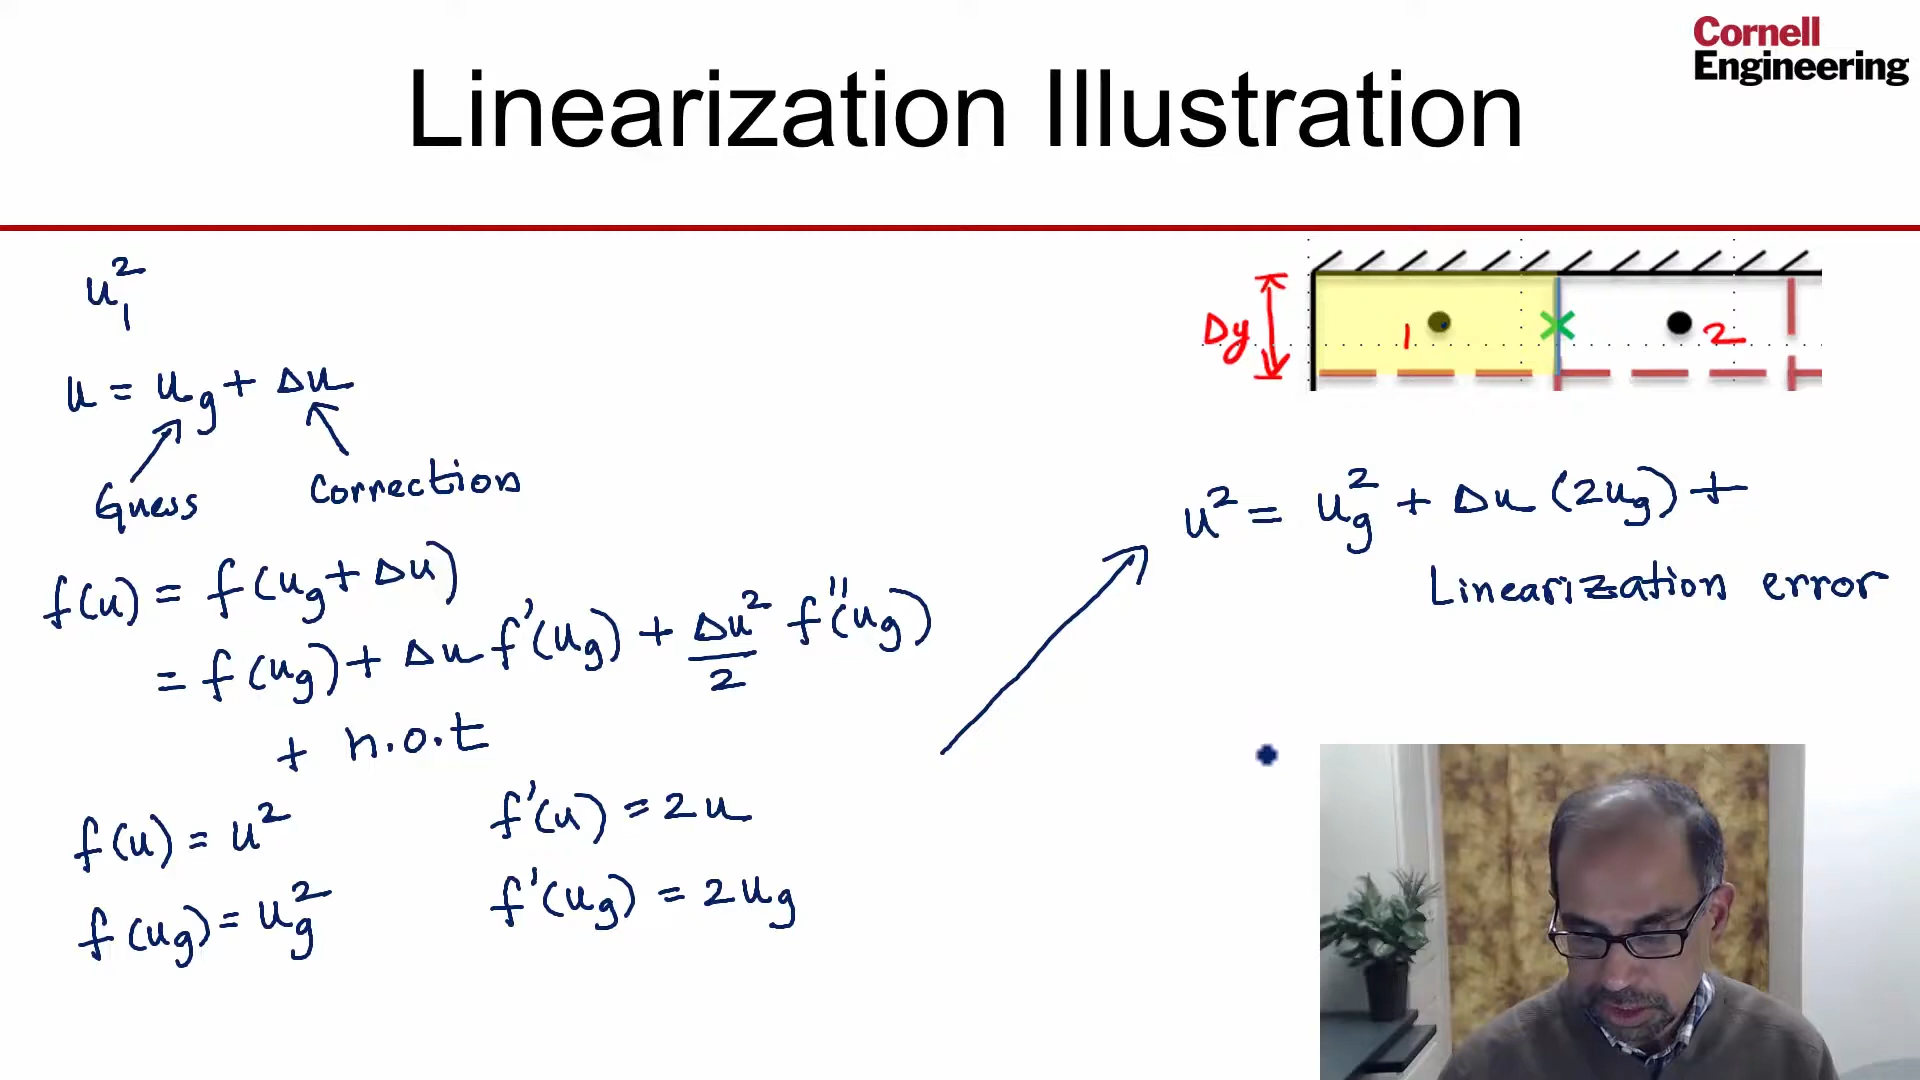 Cornell
Engineering
Linearization Illustration
u₁²
u = u_g + Δu
Guess
Correction
f(u) = f(u_g + Δu)
= f(u_g) + Δu f'(u_g) + Δu²/2 f''(u_g)
+ h.o.t
f(u) = u²
f'(u) = 2u
f(u_g) = u_g²
f'(u_g) = 2u_g
Δy
1
2
u² = u_g² + Δu (2u_g) +
Linearization error